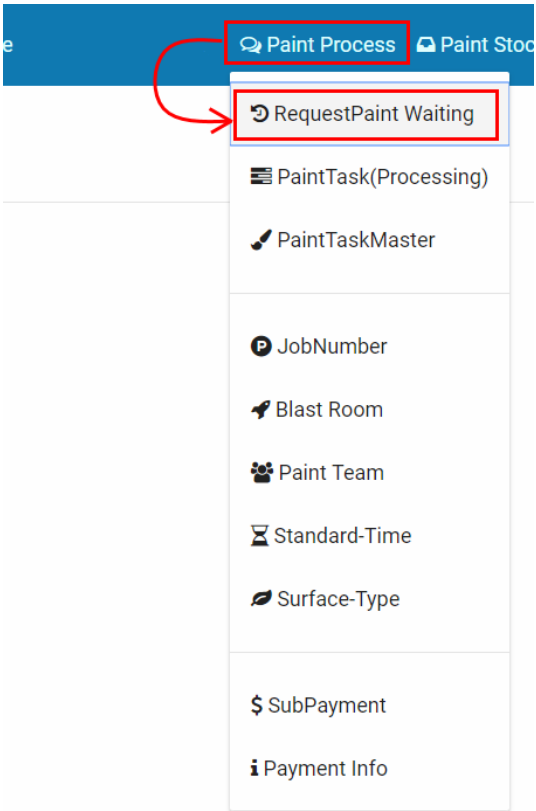 e
Paint Process
Paint Stoc
RequestPaint Waiting
PaintTask(Processing)
PaintTaskMaster
JobNumber
Blast Room
Paint Team
Standard-Time
Surface-Type
SubPayment
Payment Info